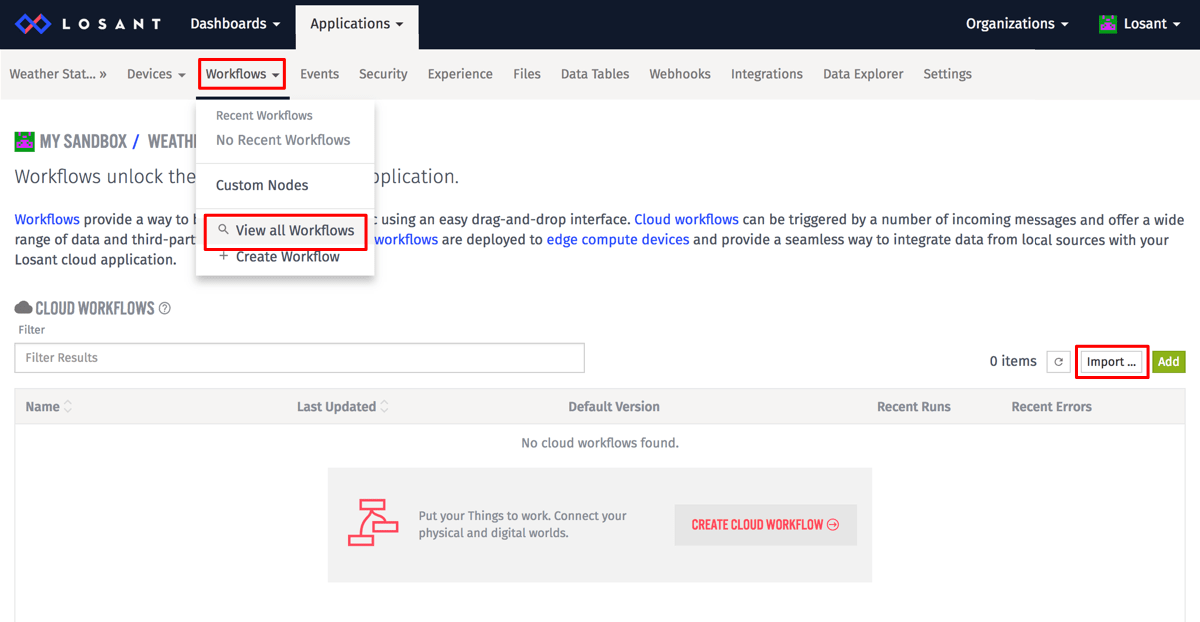 LOSANT Dashboards Applications Organizations Losant
Weather Stat... » Devices Workflows Events Security Experience Files Data Tables Webhooks Integrations Data Explorer Settings
Recent Workflows
No Recent Workflows
Custom Nodes
View all Workflows
+ Create Workflow
MY SANDBOX / WEATH
Workflows unlock the pplication.
Workflows provide a way to using an easy drag-and-drop interface. Cloud workflows can be triggered by a number of incoming messages and offer a wide
range of data and third-part workflows are deployed to edge compute devices and provide a seamless way to integrate data from local sources with your
Losant cloud application.
CLOUD WORKFLOWS ?
Filter
Filter Results
0 items Import ... Add
Name Last Updated Default Version Recent Runs Recent Errors
No cloud workflows found.
Put your Things to work. Connect your
physical and digital worlds.
CREATE CLOUD WORKFLOW